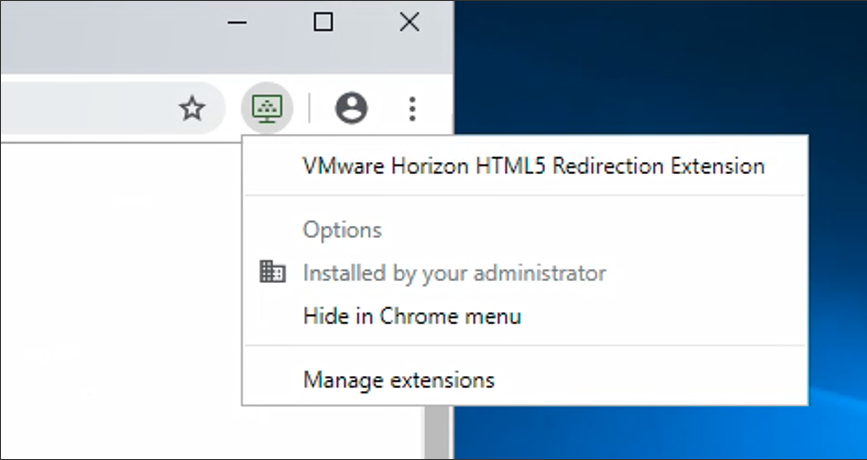 VMware Horizon HTML5 Redirection Extension
Options
Installed by your administrator
Hide in Chrome menu
Manage extensions